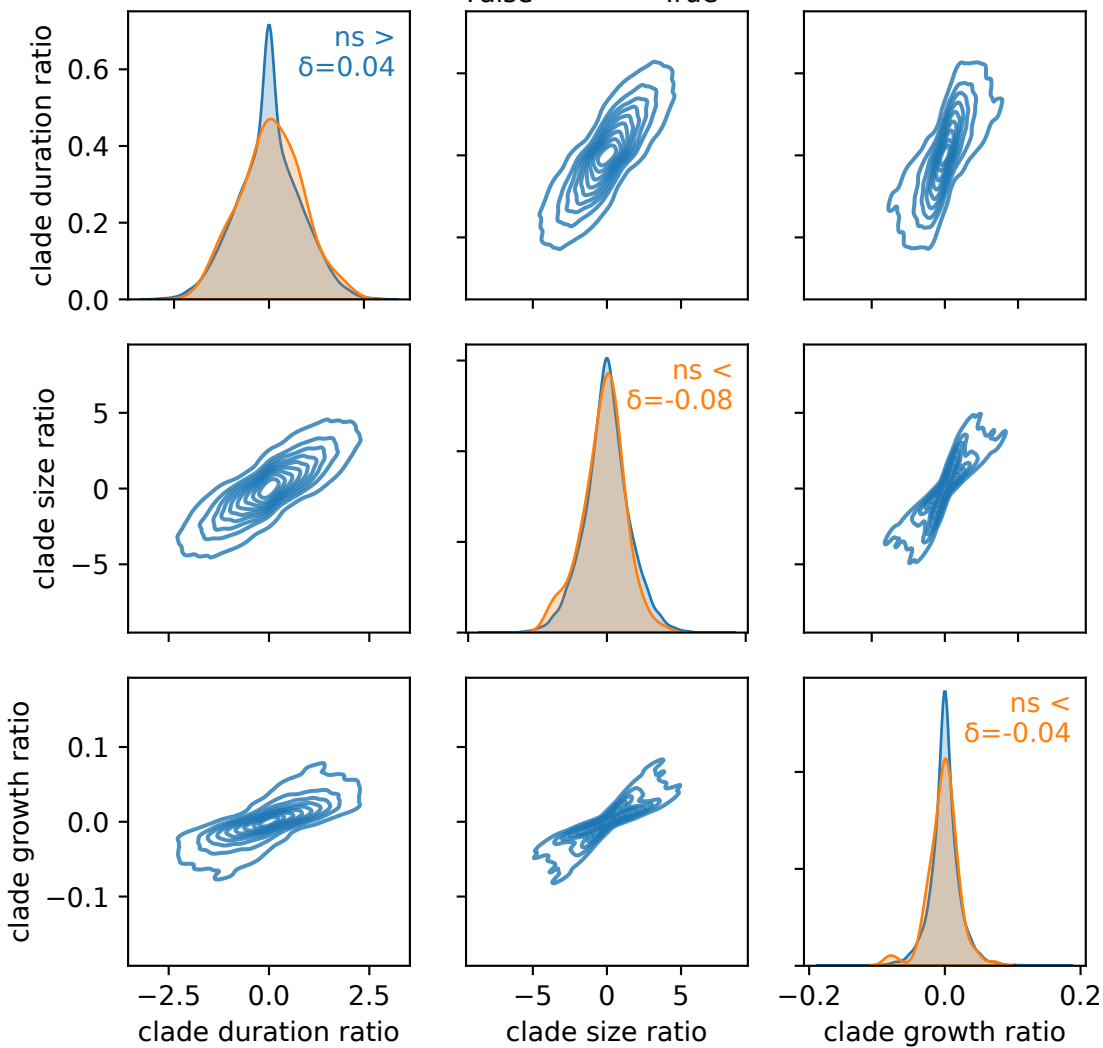 clade duration ratio
0.6
0.4
0.2
0.0
ns >
δ=0.04
clade size ratio
5
0
−5
ns <
δ=-0.08
clade growth ratio
0.1
0.0
−0.1
ns <
δ=-0.04
−2.5 0.0 2.5
−5 0 5
−0.2 0.0 0.2
clade duration ratio
clade size ratio
clade growth ratio